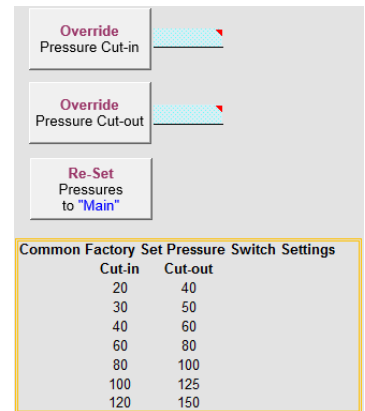 Override
Pressure Cut-in
Override
Pressure Cut-out
Re-Set
Pressures
to "Main"
Common Factory Set Pressure Switch Settings
Cut-in Cut-out
20 40
30 50
40 60
60 80
80 100
100 125
120 150